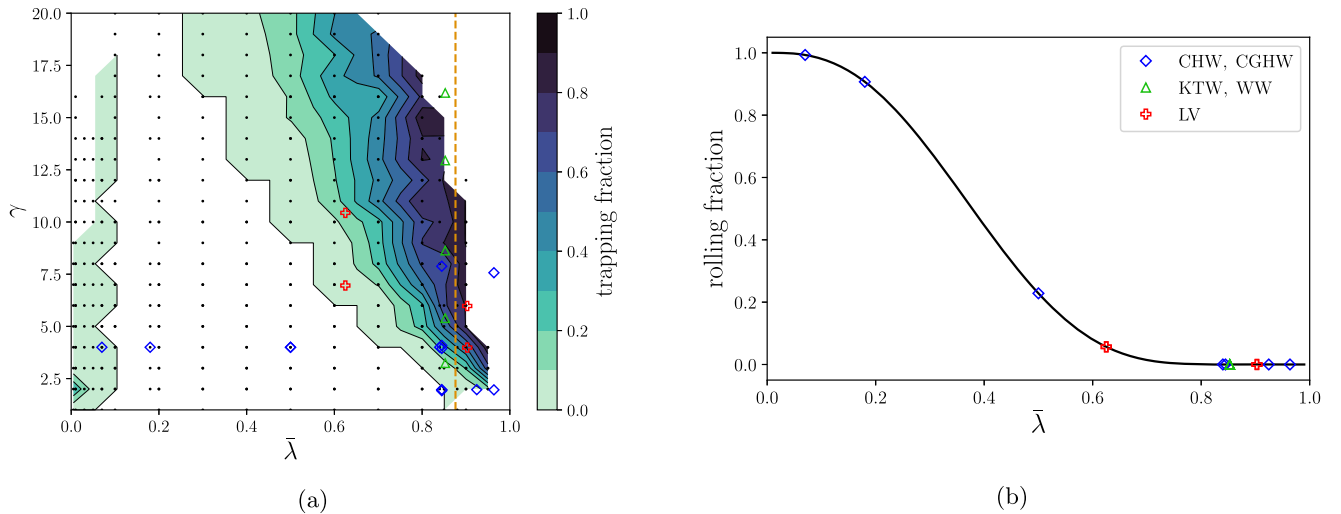 20.0
17.5
15.0
12.5
10.0
7.5
5.0
2.5
γ
0.0 0.2 0.4 0.6 0.8 1.0
λ̄
1.0
0.8
0.6
0.4
0.2
0.0
trapping fraction
(a)
1.0
0.8
0.6
0.4
0.2
0.0
rolling fraction
CHW, CGHW
KTW, WW
LV
0.0 0.2 0.4 0.6 0.8 1.0
λ̄
(b)